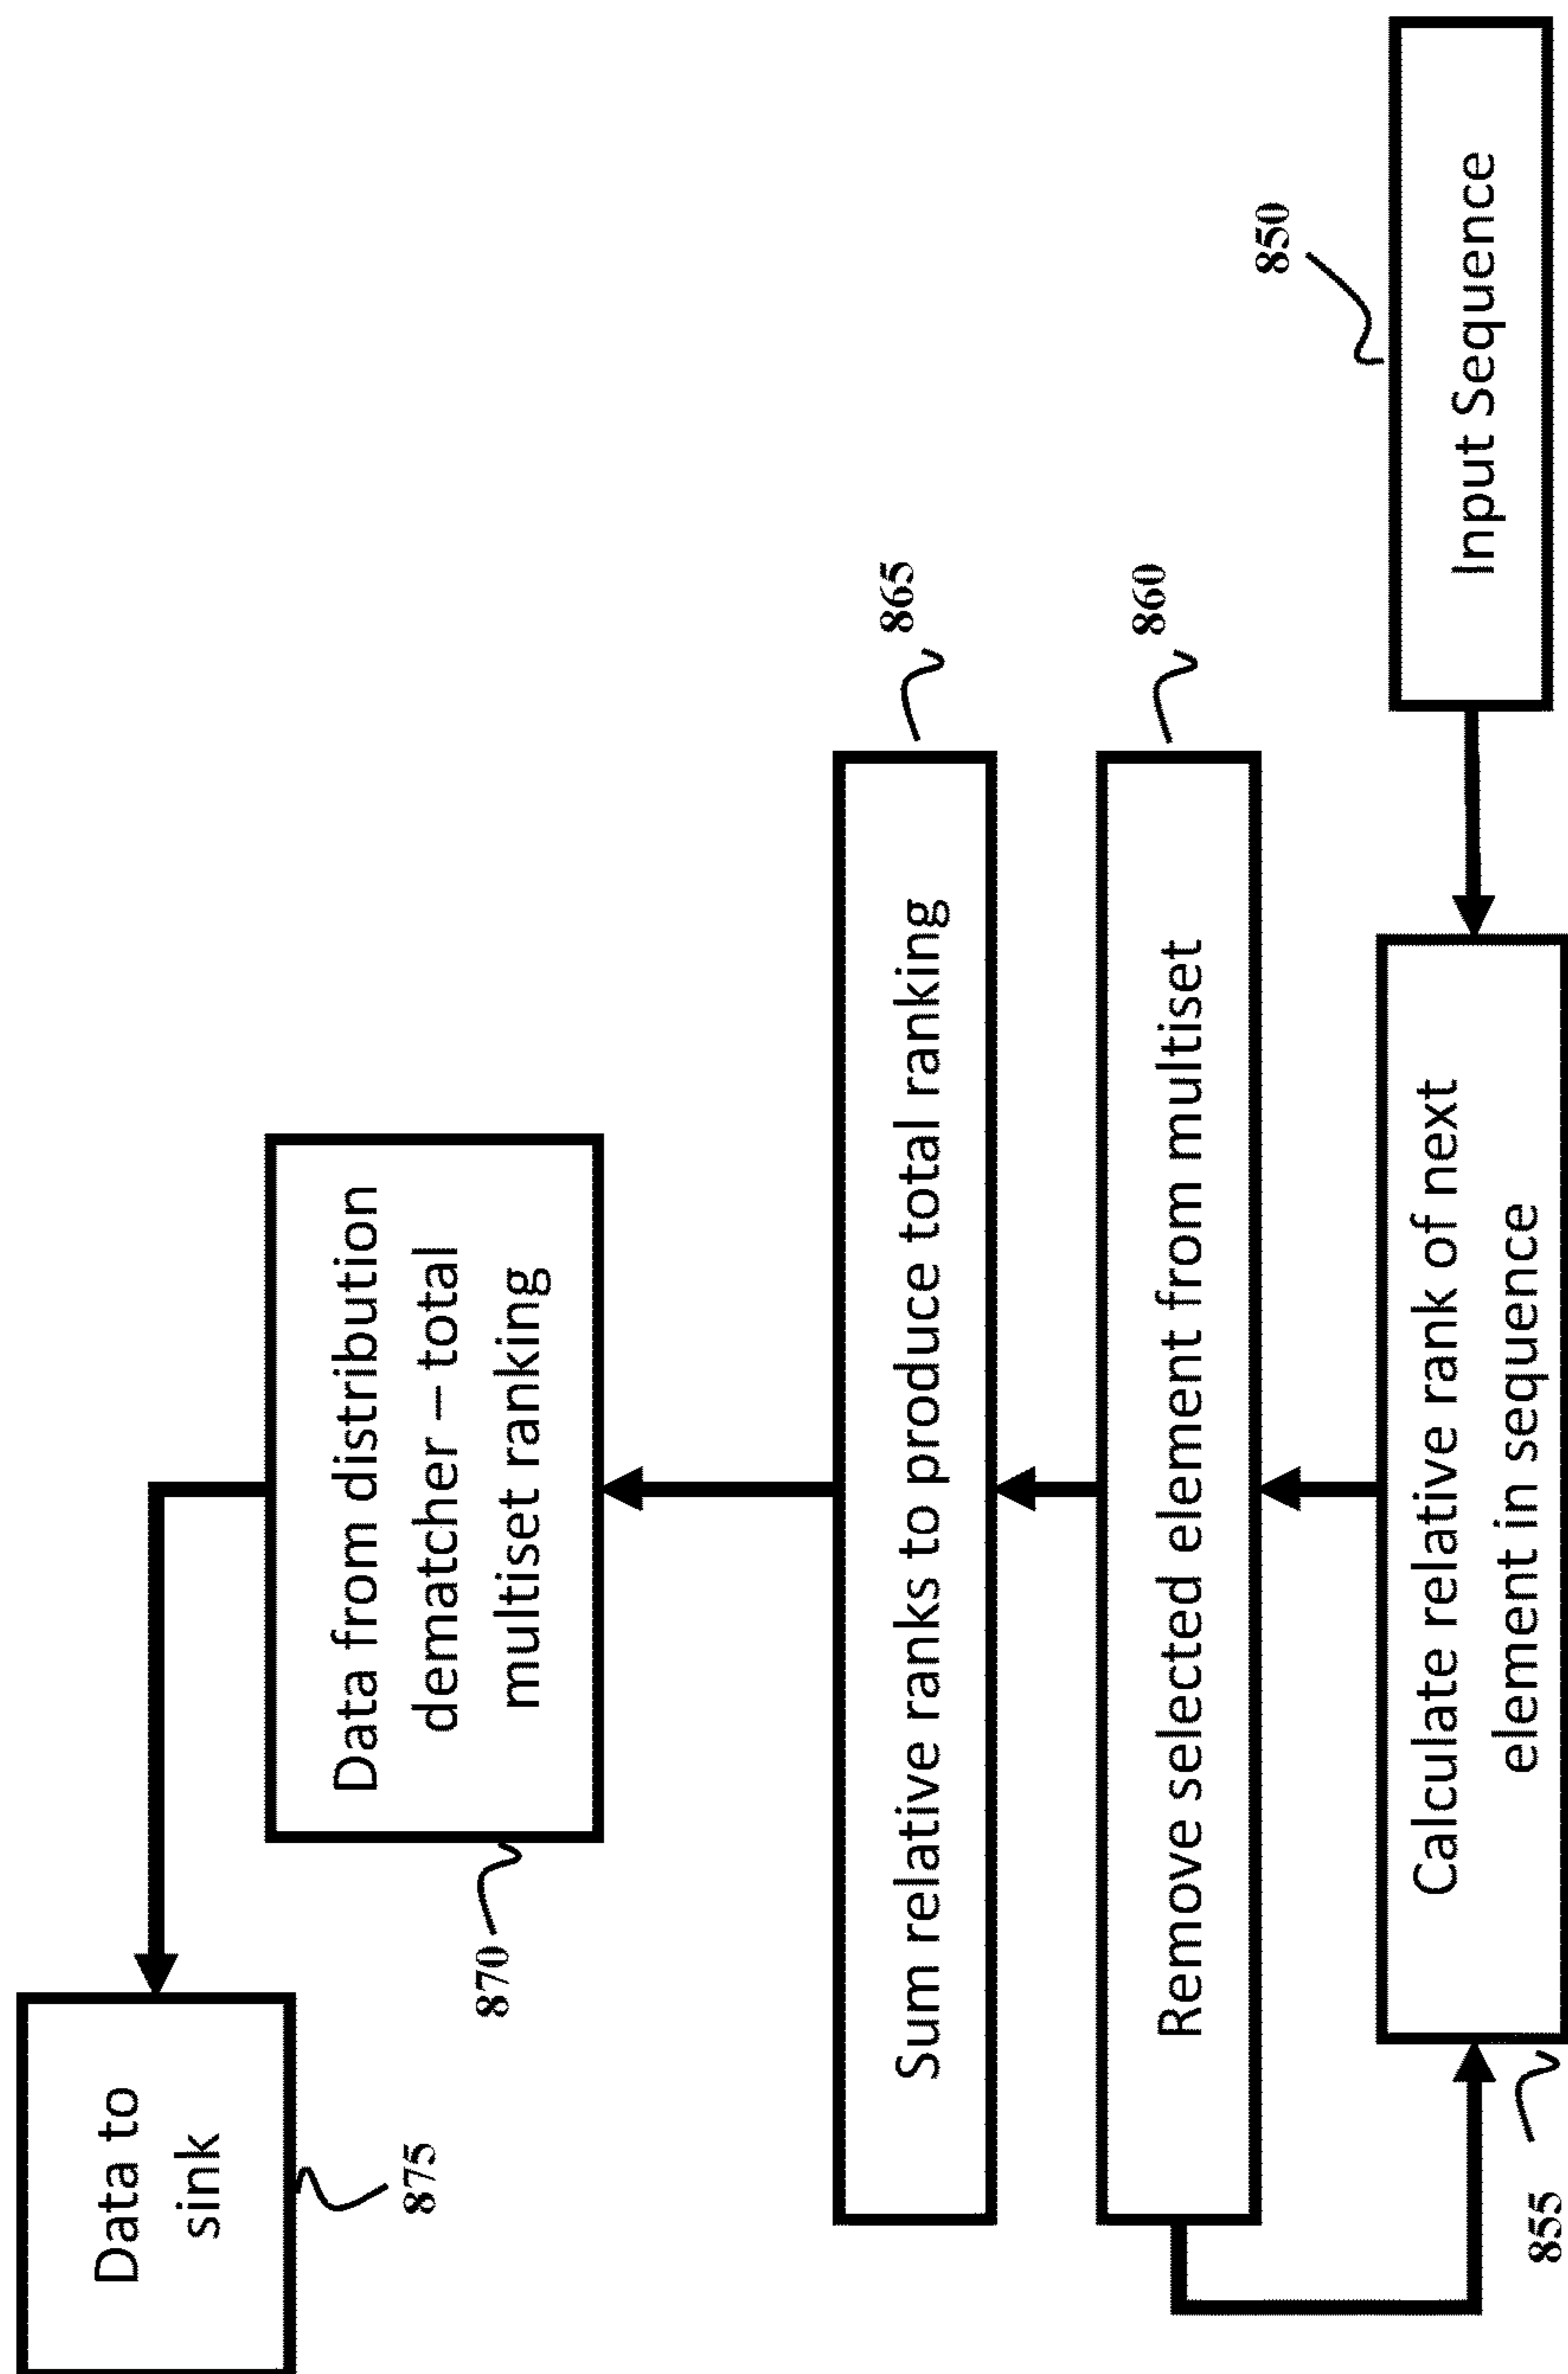 Data to
sink
875
Data from distribution
dematcher – total
multiset ranking
870
Sum relative ranks to produce total ranking
865
Remove selected element from multiset
860
Calculate relative rank of next
element in sequence
855
Input Sequence
850